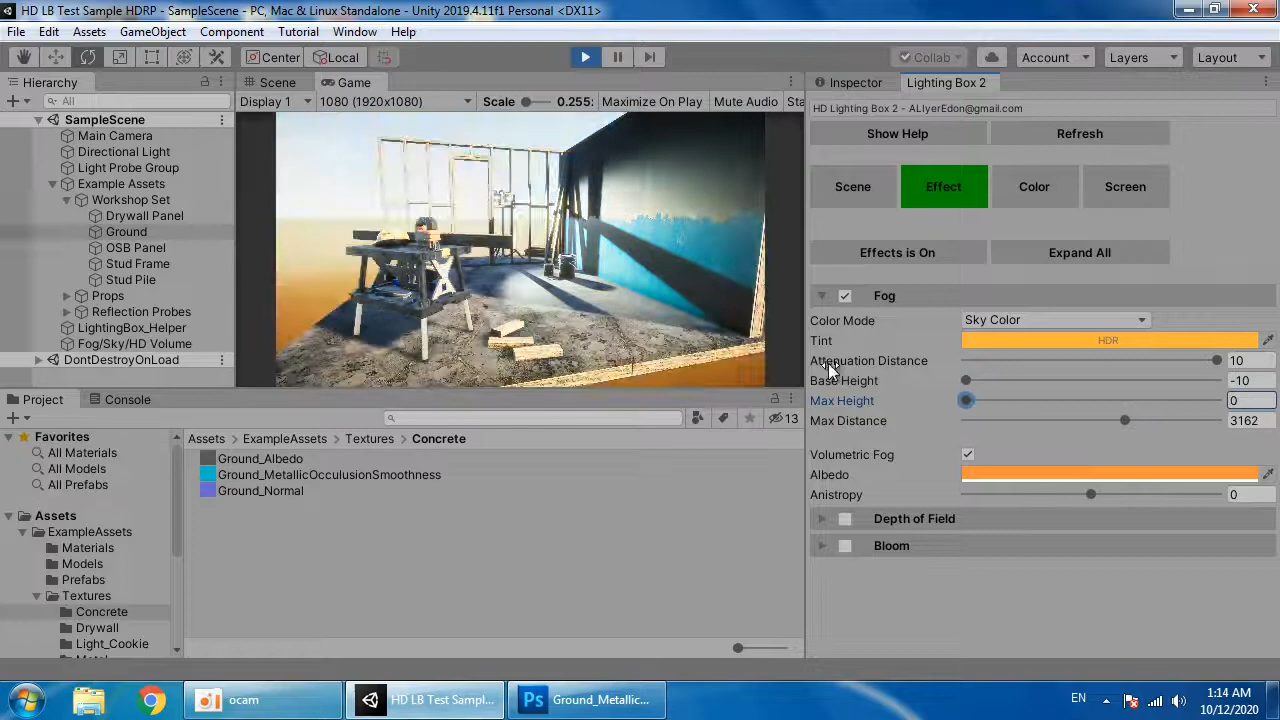 HD LB Test Sample HDRP - SampleScene - PC, Mac & Linux Standalone - Unity 2019.4.11f1 Personal <DX11>
File Edit Assets GameObject Component Tutorial Window Help
Center Local Collab Account Layers Layout
Hierarchy
All
SampleScene
Main Camera
Directional Light
Light Probe Group
Example Assets
Workshop Set
Drywall Panel
Ground
OSB Panel
Stud Frame
Stud Pile
Props
Reflection Probes
LightingBox_Helper
Fog/Sky/HD Volume
DontDestroyOnLoad
Scene Game
Display 1 1080 (1920x1080) Scale 0.255: Maximize On Play Mute Audio Sta
Inspector Lighting Box 2
HD Lighting Box 2 - ALIyerEdon@gmail.com
Show Help Refresh
Scene Effect Color Screen
Effects is On Expand All
Fog
Color Mode Sky Color
Tint HDR
Attenuation Distance 10
Base Height -10
Max Height 0
Max Distance 3162
Volumetric Fog
Albedo
Anistropy 0
Depth of Field
Bloom
Project Console
13
Favorites
All Materials
All Models
All Prefabs
Assets
ExampleAssets
Materials
Models
Prefabs
Textures
Concrete
Drywall
Light_Cookie
Assets ExampleAssets Textures Concrete
Ground_Albedo
Ground_MetallicOcculusionSmoothness
Ground_Normal
ocam HD LB Test Sampl... Ps Ground_Metallic...
EN 1:14 AM
10/12/2020